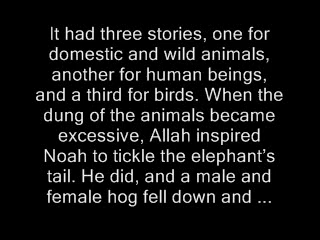 It had three stories, one for
domestic and wild animals,
another for human beings,
and a third for birds. When the
dung of the animals became
excessive, Allah inspired
Noah to tickle the elephant's
tail. He did, and a male and
female hog fell down and ...